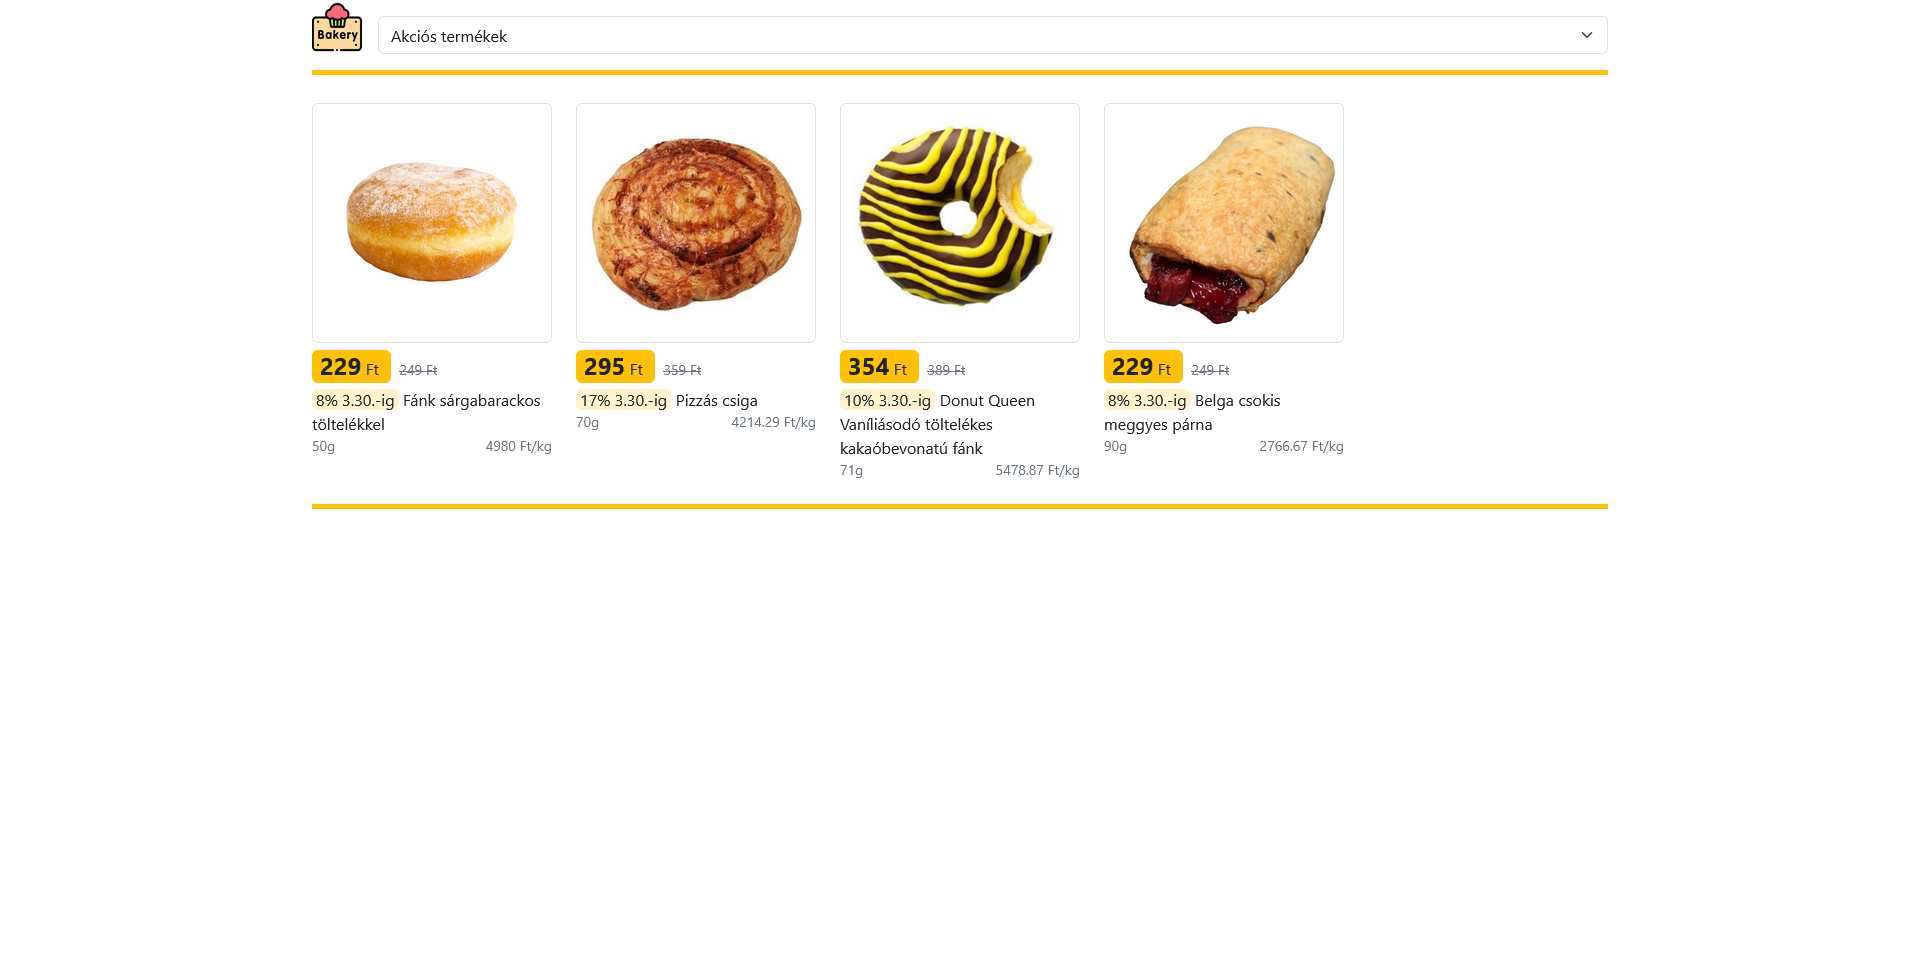 Bakery
Akciós termékek
229 Ft 249 Ft
8% 3.30.-ig Fánk sárgabarackos
töltelékkel
50g 4980 Ft/kg
295 Ft 359 Ft
17% 3.30.-ig Pizzás csiga
70g 4214.29 Ft/kg
354 Ft 389 Ft
10% 3.30.-ig Donut Queen
Vaníliásodó töltelékes
kakaóbevonatú fánk
71g 5478.87 Ft/kg
229 Ft 249 Ft
8% 3.30.-ig Belga csokis
meggyes párna
90g 2766.67 Ft/kg